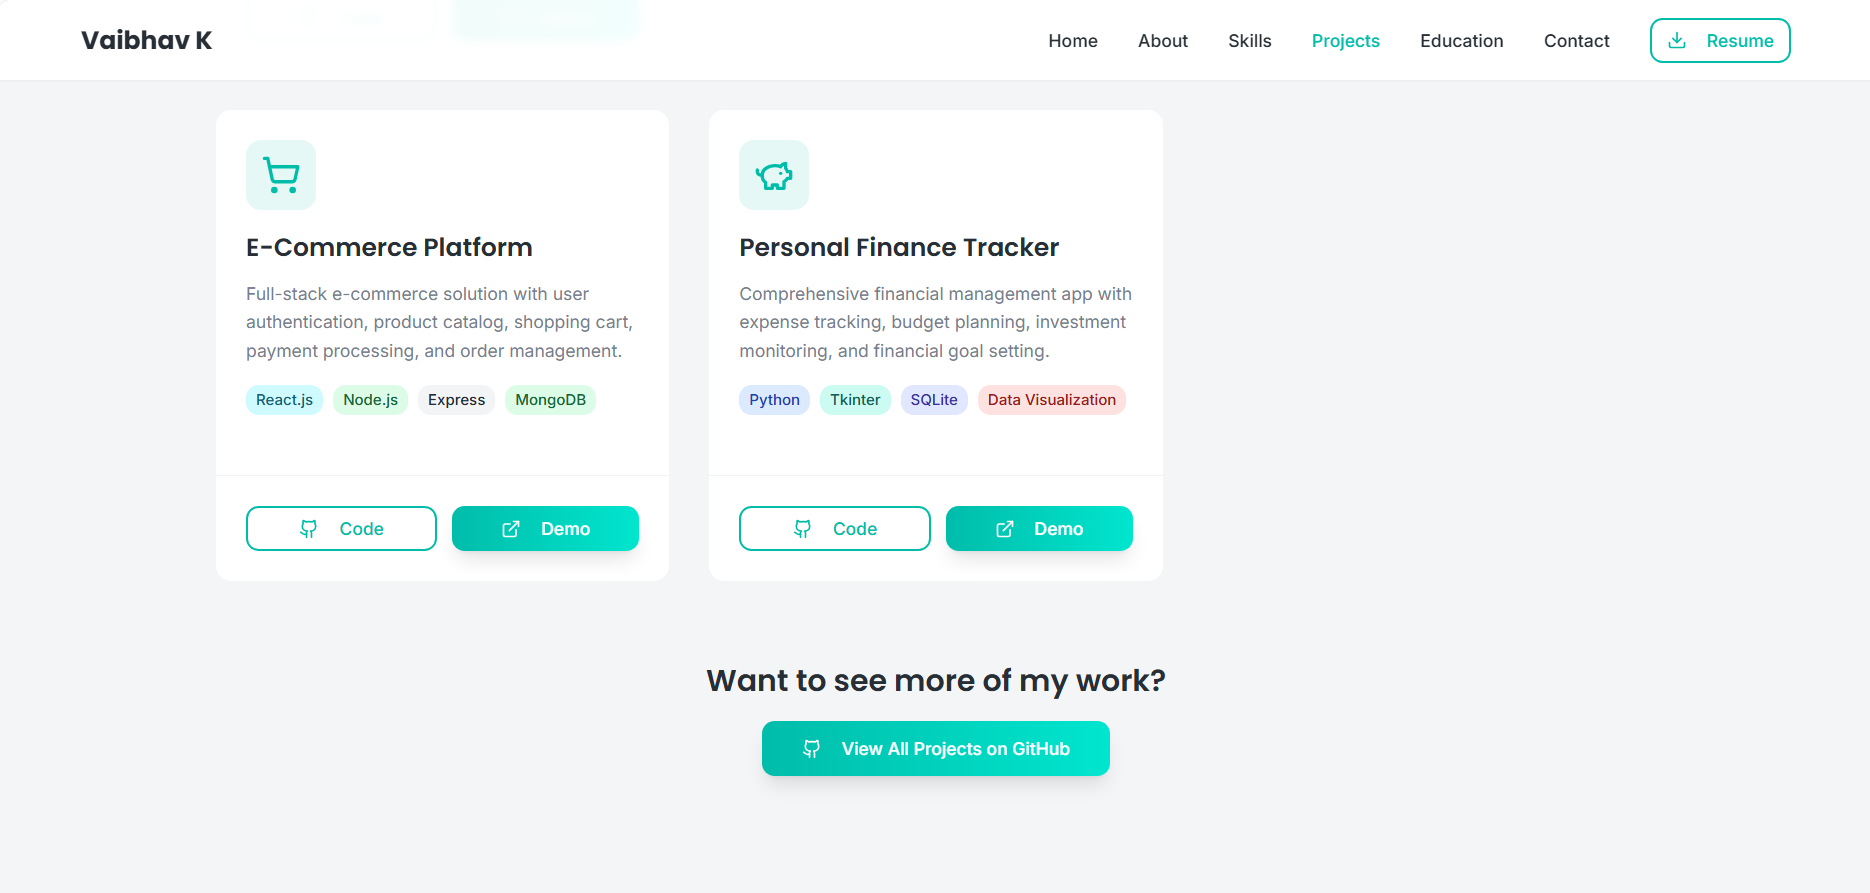 Vaibhav K
Home About Skills Projects Education Contact Resume
E-Commerce Platform
Full-stack e-commerce solution with user
authentication, product catalog, shopping cart,
payment processing, and order management.
React.js Node.js Express MongoDB
Code Demo
Personal Finance Tracker
Comprehensive financial management app with
expense tracking, budget planning, investment
monitoring, and financial goal setting.
Python Tkinter SQLite Data Visualization
Code Demo
Want to see more of my work?
View All Projects on GitHub